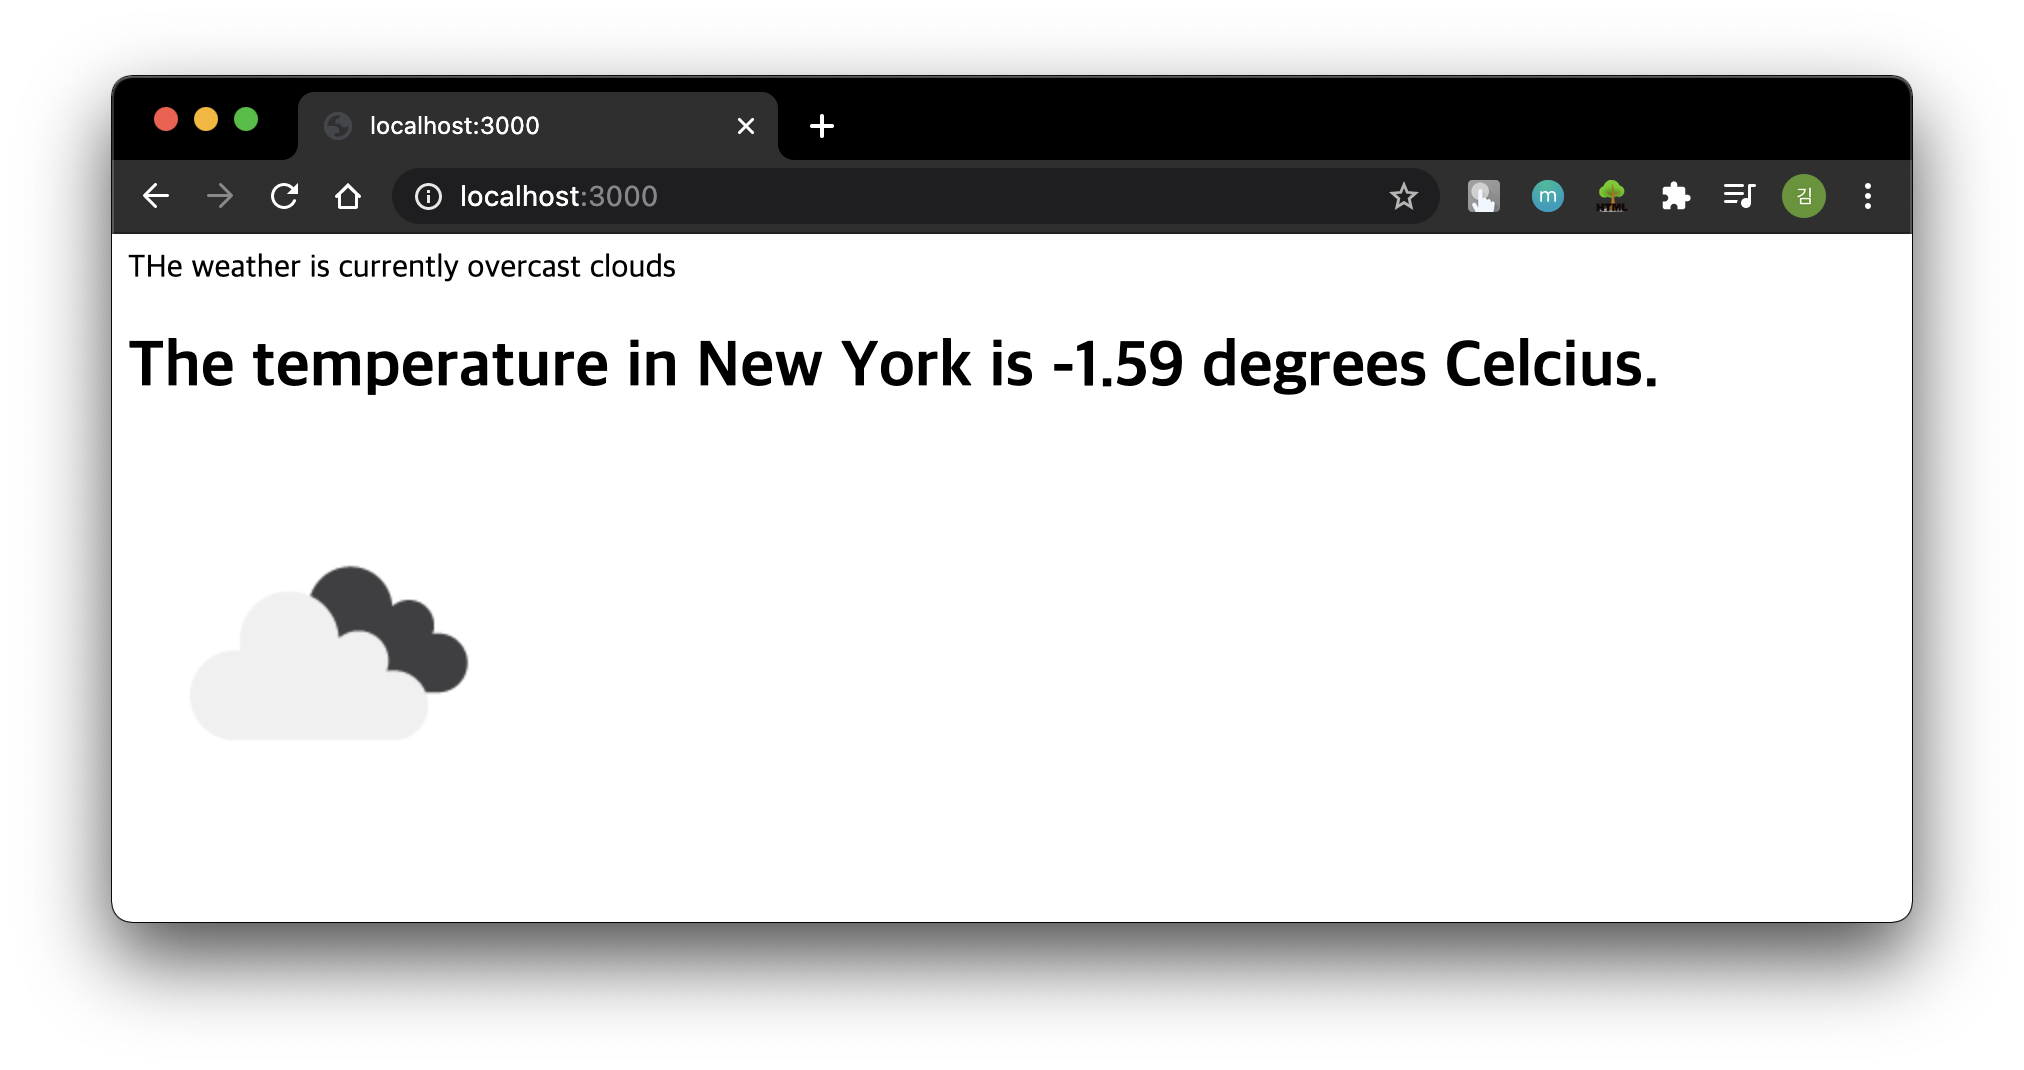 localhost:3000
localhost:3000
m
HTML
김
THe weather is currently overcast clouds
The temperature in New York is -1.59 degrees Celcius.